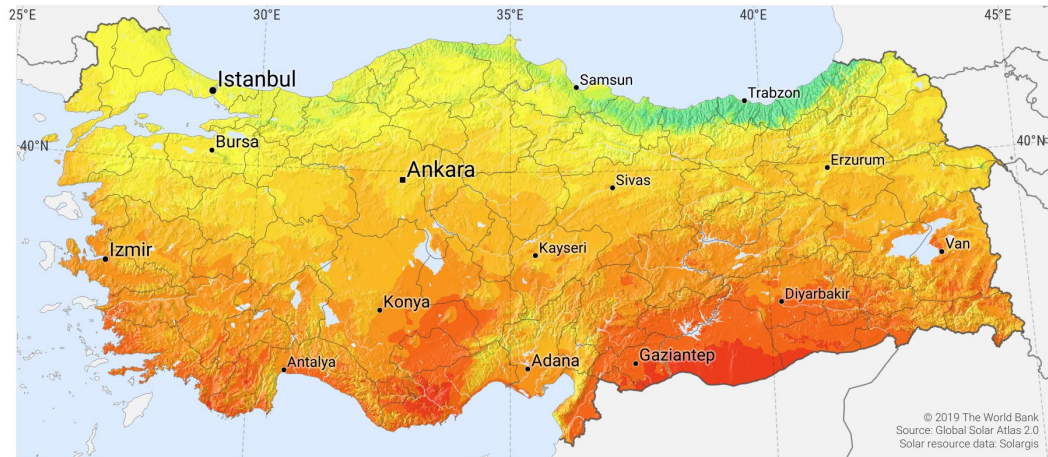 25°E
30°E
35°E
40°E
45°E
Istanbul
Samsun
Trabzon
Bursa
40°N
40°N
Ankara
Erzurum
Sivas
Izmir
Kayseri
Van
Konya
Diyarbakir
Antalya
Adana
Gaziantep
© 2019 The World Bank
Source: Global Solar Atlas 2.0
Solar resource data: Solargis